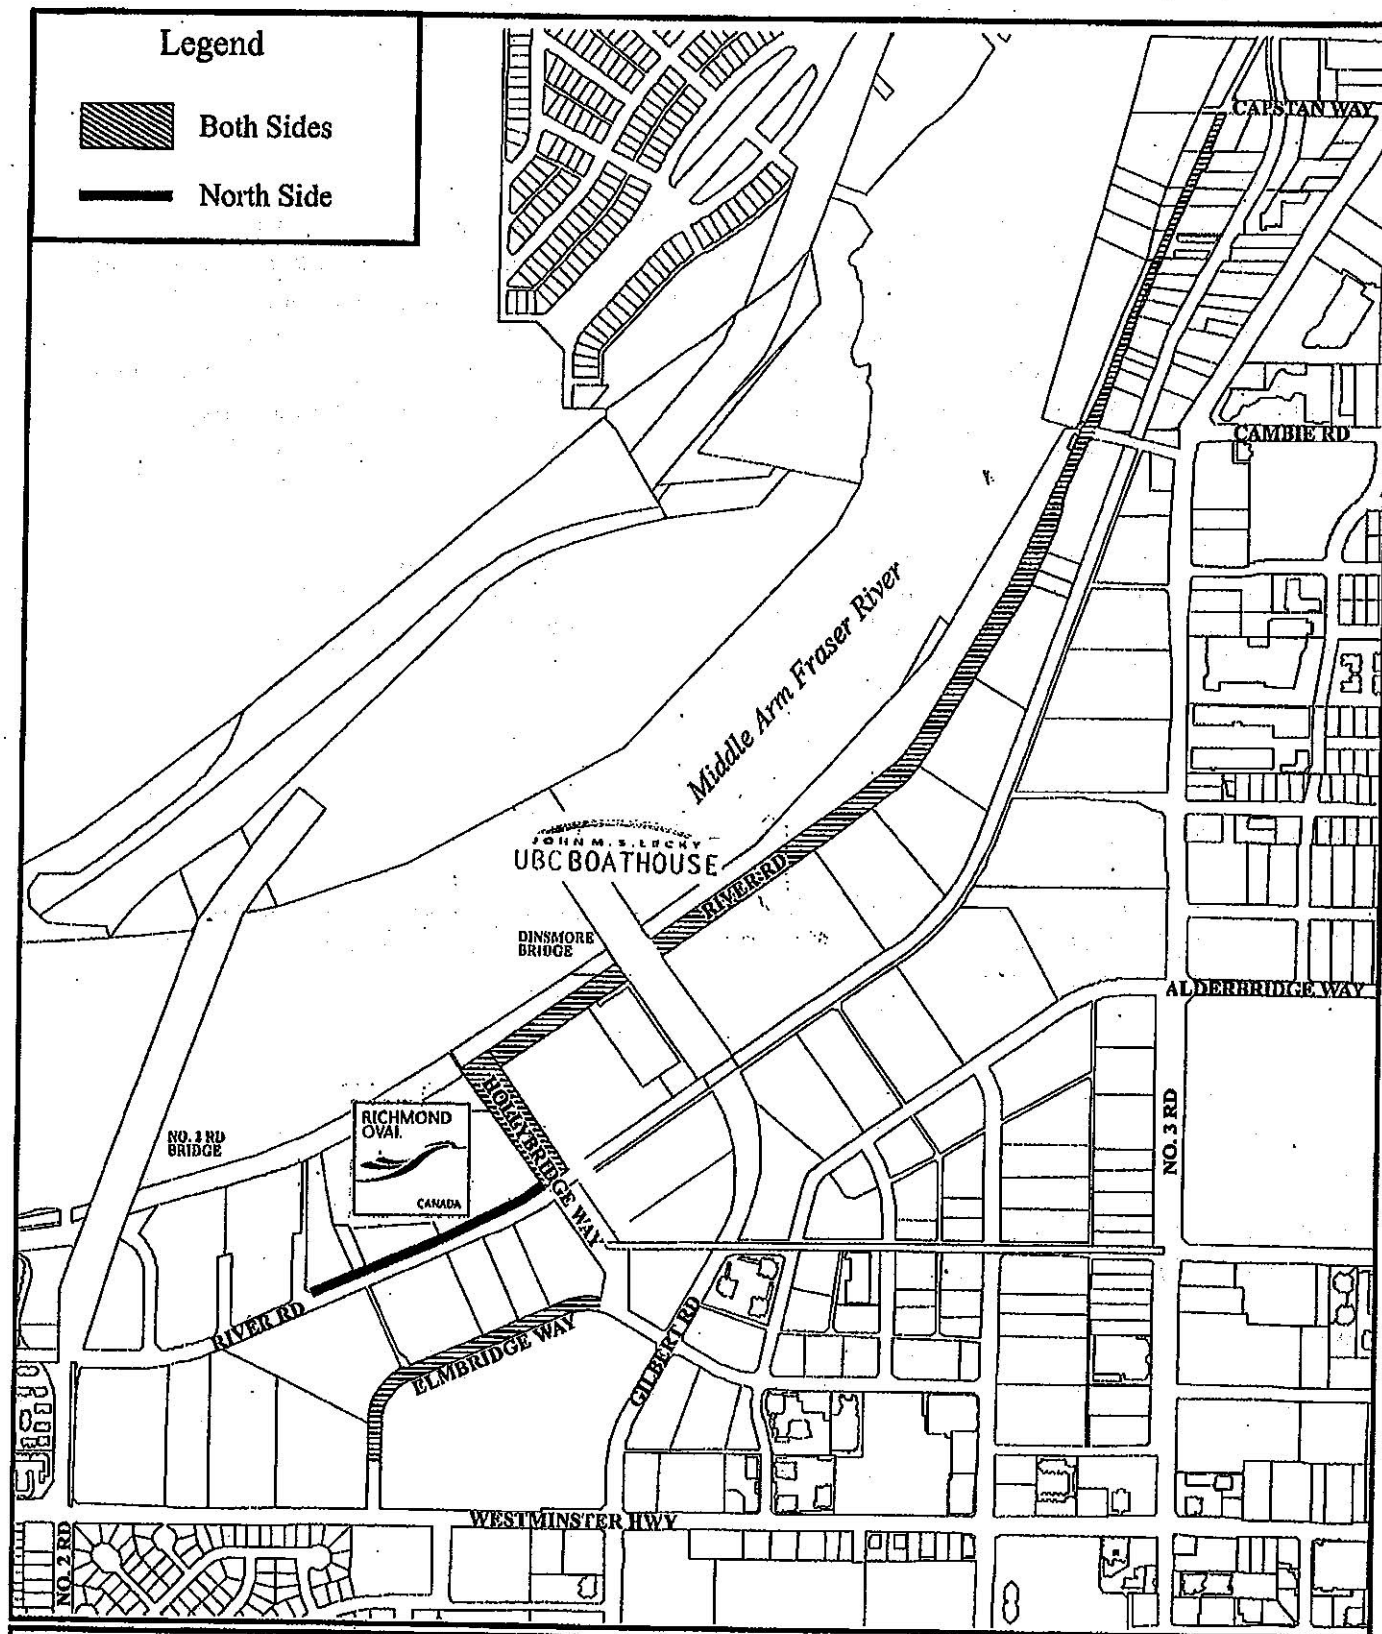 Legend
Both Sides
North Side
CAPSTAN WAY
CAMBIE RD
Middle Arm Fraser River
JOHN M. S. LECKY
UBC BOATHOUSE
RIVER RD
DINSMORE
BRIDGE
ALDERBRIDGE WAY
HOLLYBRIDGE WAY
RICHMOND
OVAL
CANADA
NO. 2 RD
BRIDGE
NO. 3 RD
RIVER RD
ELMBRIDGE WAY
GILBERT RD
WESTMINSTER HWY
NO. 2 RD